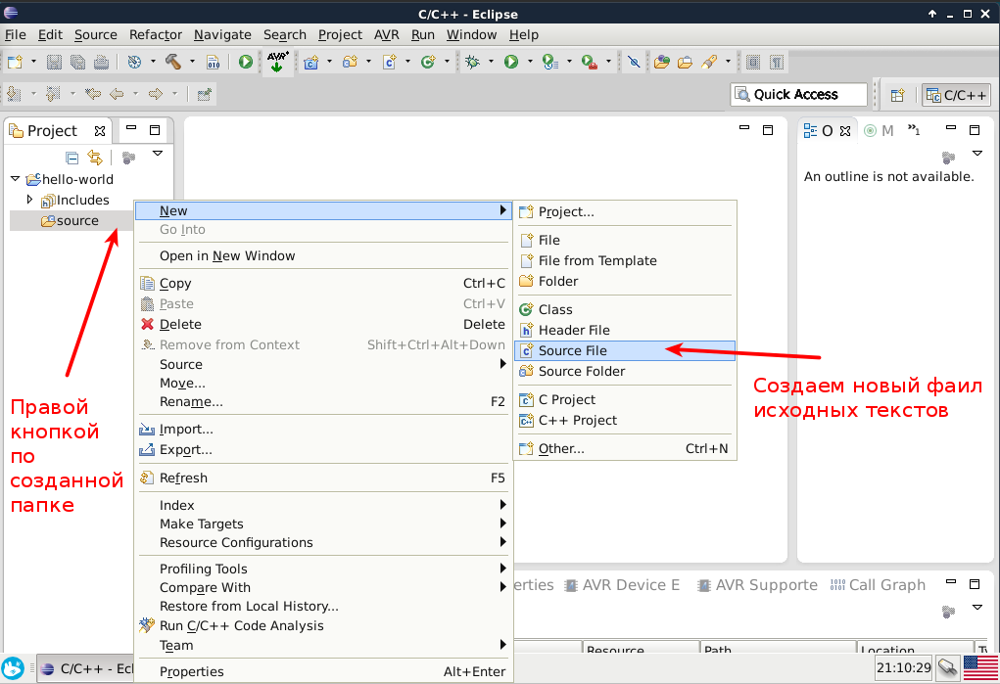 C/C++ - Eclipse
File Edit Source Refactor Navigate Search Project AVR Run Window Help
010
AVR
Quick Access
C/C++
Project
O
M
»1
hello-world
An outline is not available.
Includes
source
New
Go Into
Open in New Window
Copy Ctrl+C
Paste Ctrl+V
Delete Delete
Remove from Context Shift+Ctrl+Alt+Down
Source
Move...
Rename... F2
Import...
Export...
Refresh F5
Index
Make Targets
Resource Configurations
Profiling Tools
Compare With
Restore from Local History...
Run C/C++ Code Analysis
Team
Properties Alt+Enter
Project...
File
File from Template
Folder
Class
Header File
Source File
Source Folder
C Project
C++ Project
Other... Ctrl+N
Правой
кнопкой
по
созданной
папке
Создаем новый фаил
исходных текстов
erties AVR Device E AVR Supporte Call Graph
Resource Path Location
C/C++ - Ecl
21:10:29